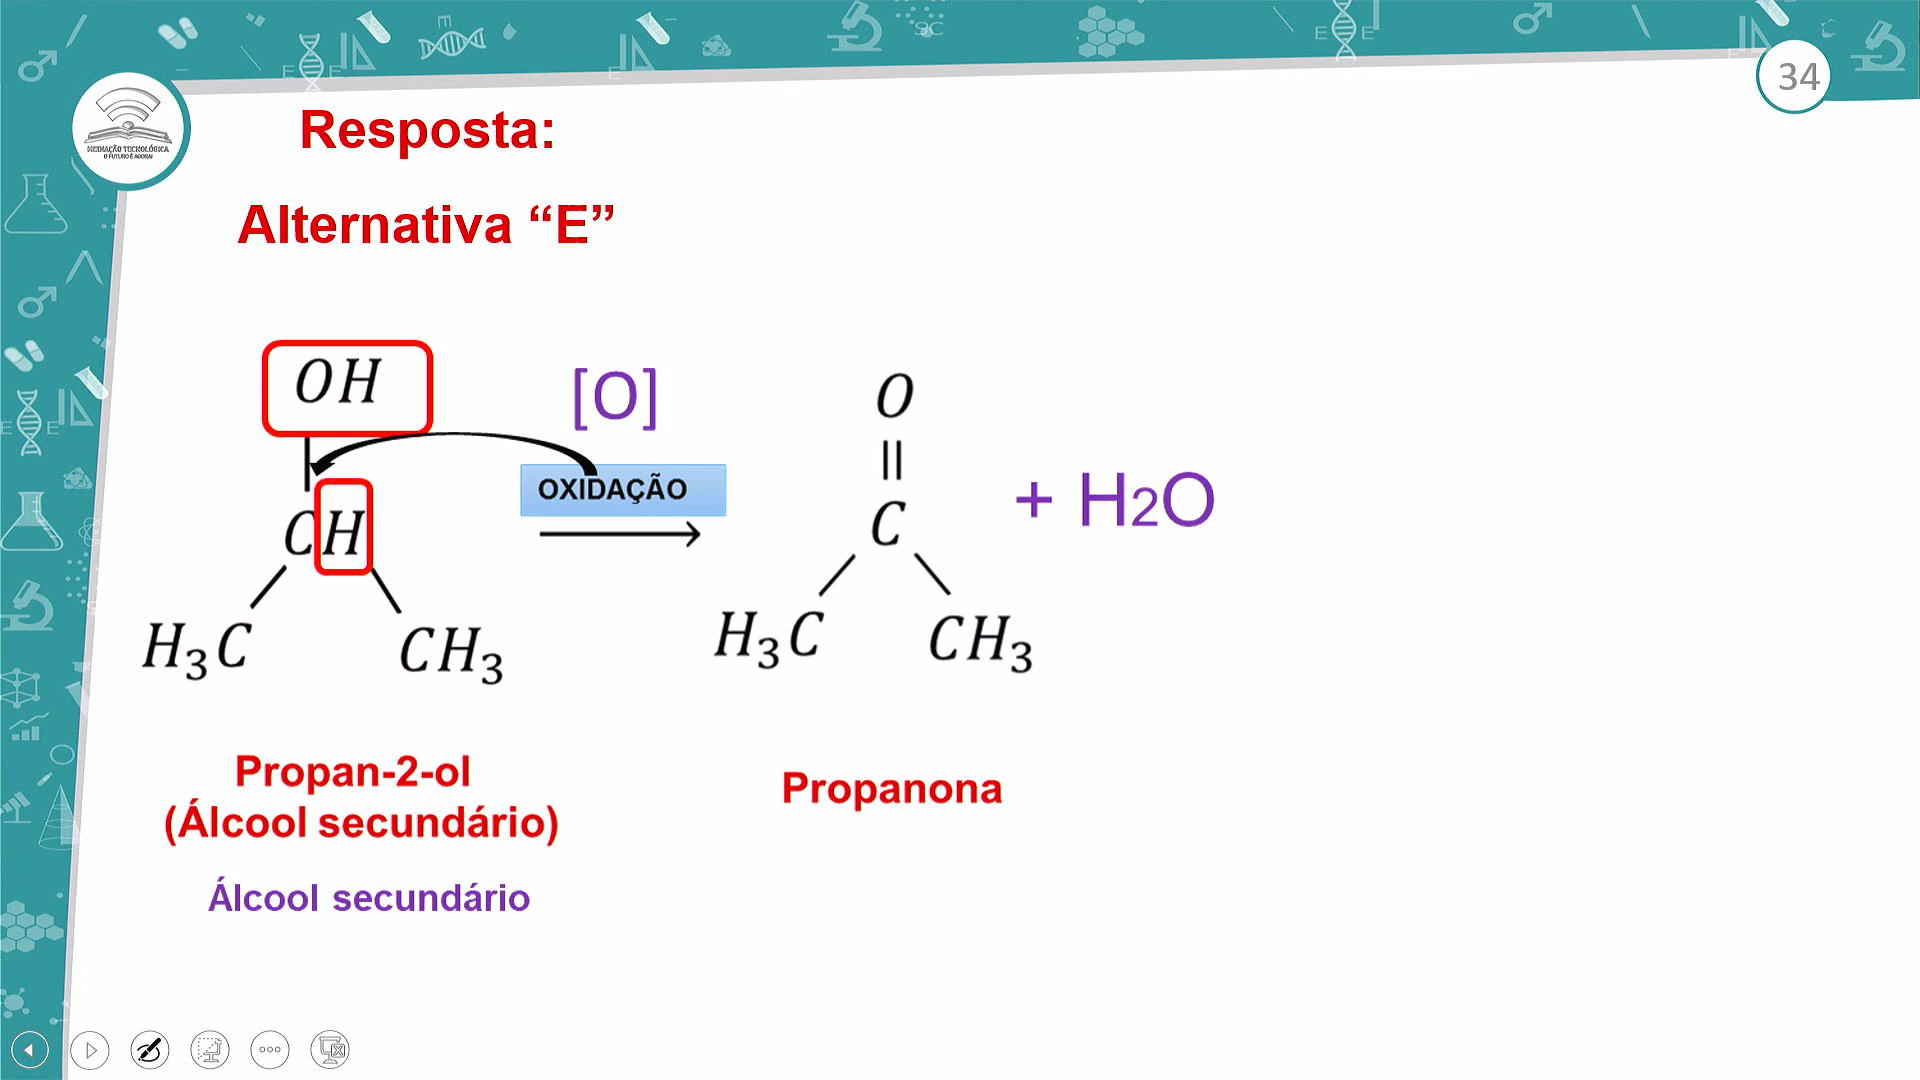 34
MEDIAÇÃO TECNOLÓGICA
O FUTURO É AGORA!
Resposta:
Alternativa “E”
OH
[O]
O
OXIDAÇÃO
CH
C
+ H2O
H3C
CH3
H3C
CH3
Propan-2-ol
(Álcool secundário)
Propanona
Álcool secundário